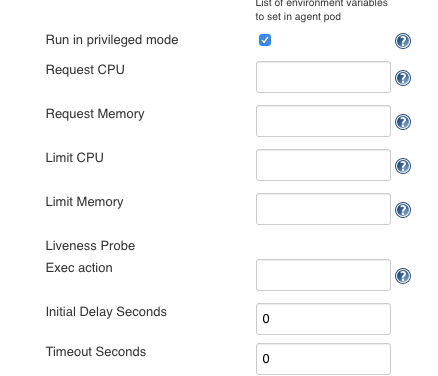 List of environment variables
to set in agent pod
Run in privileged mode
Request CPU
Request Memory
Limit CPU
Limit Memory
Liveness Probe
Exec action
Initial Delay Seconds
0
Timeout Seconds
0